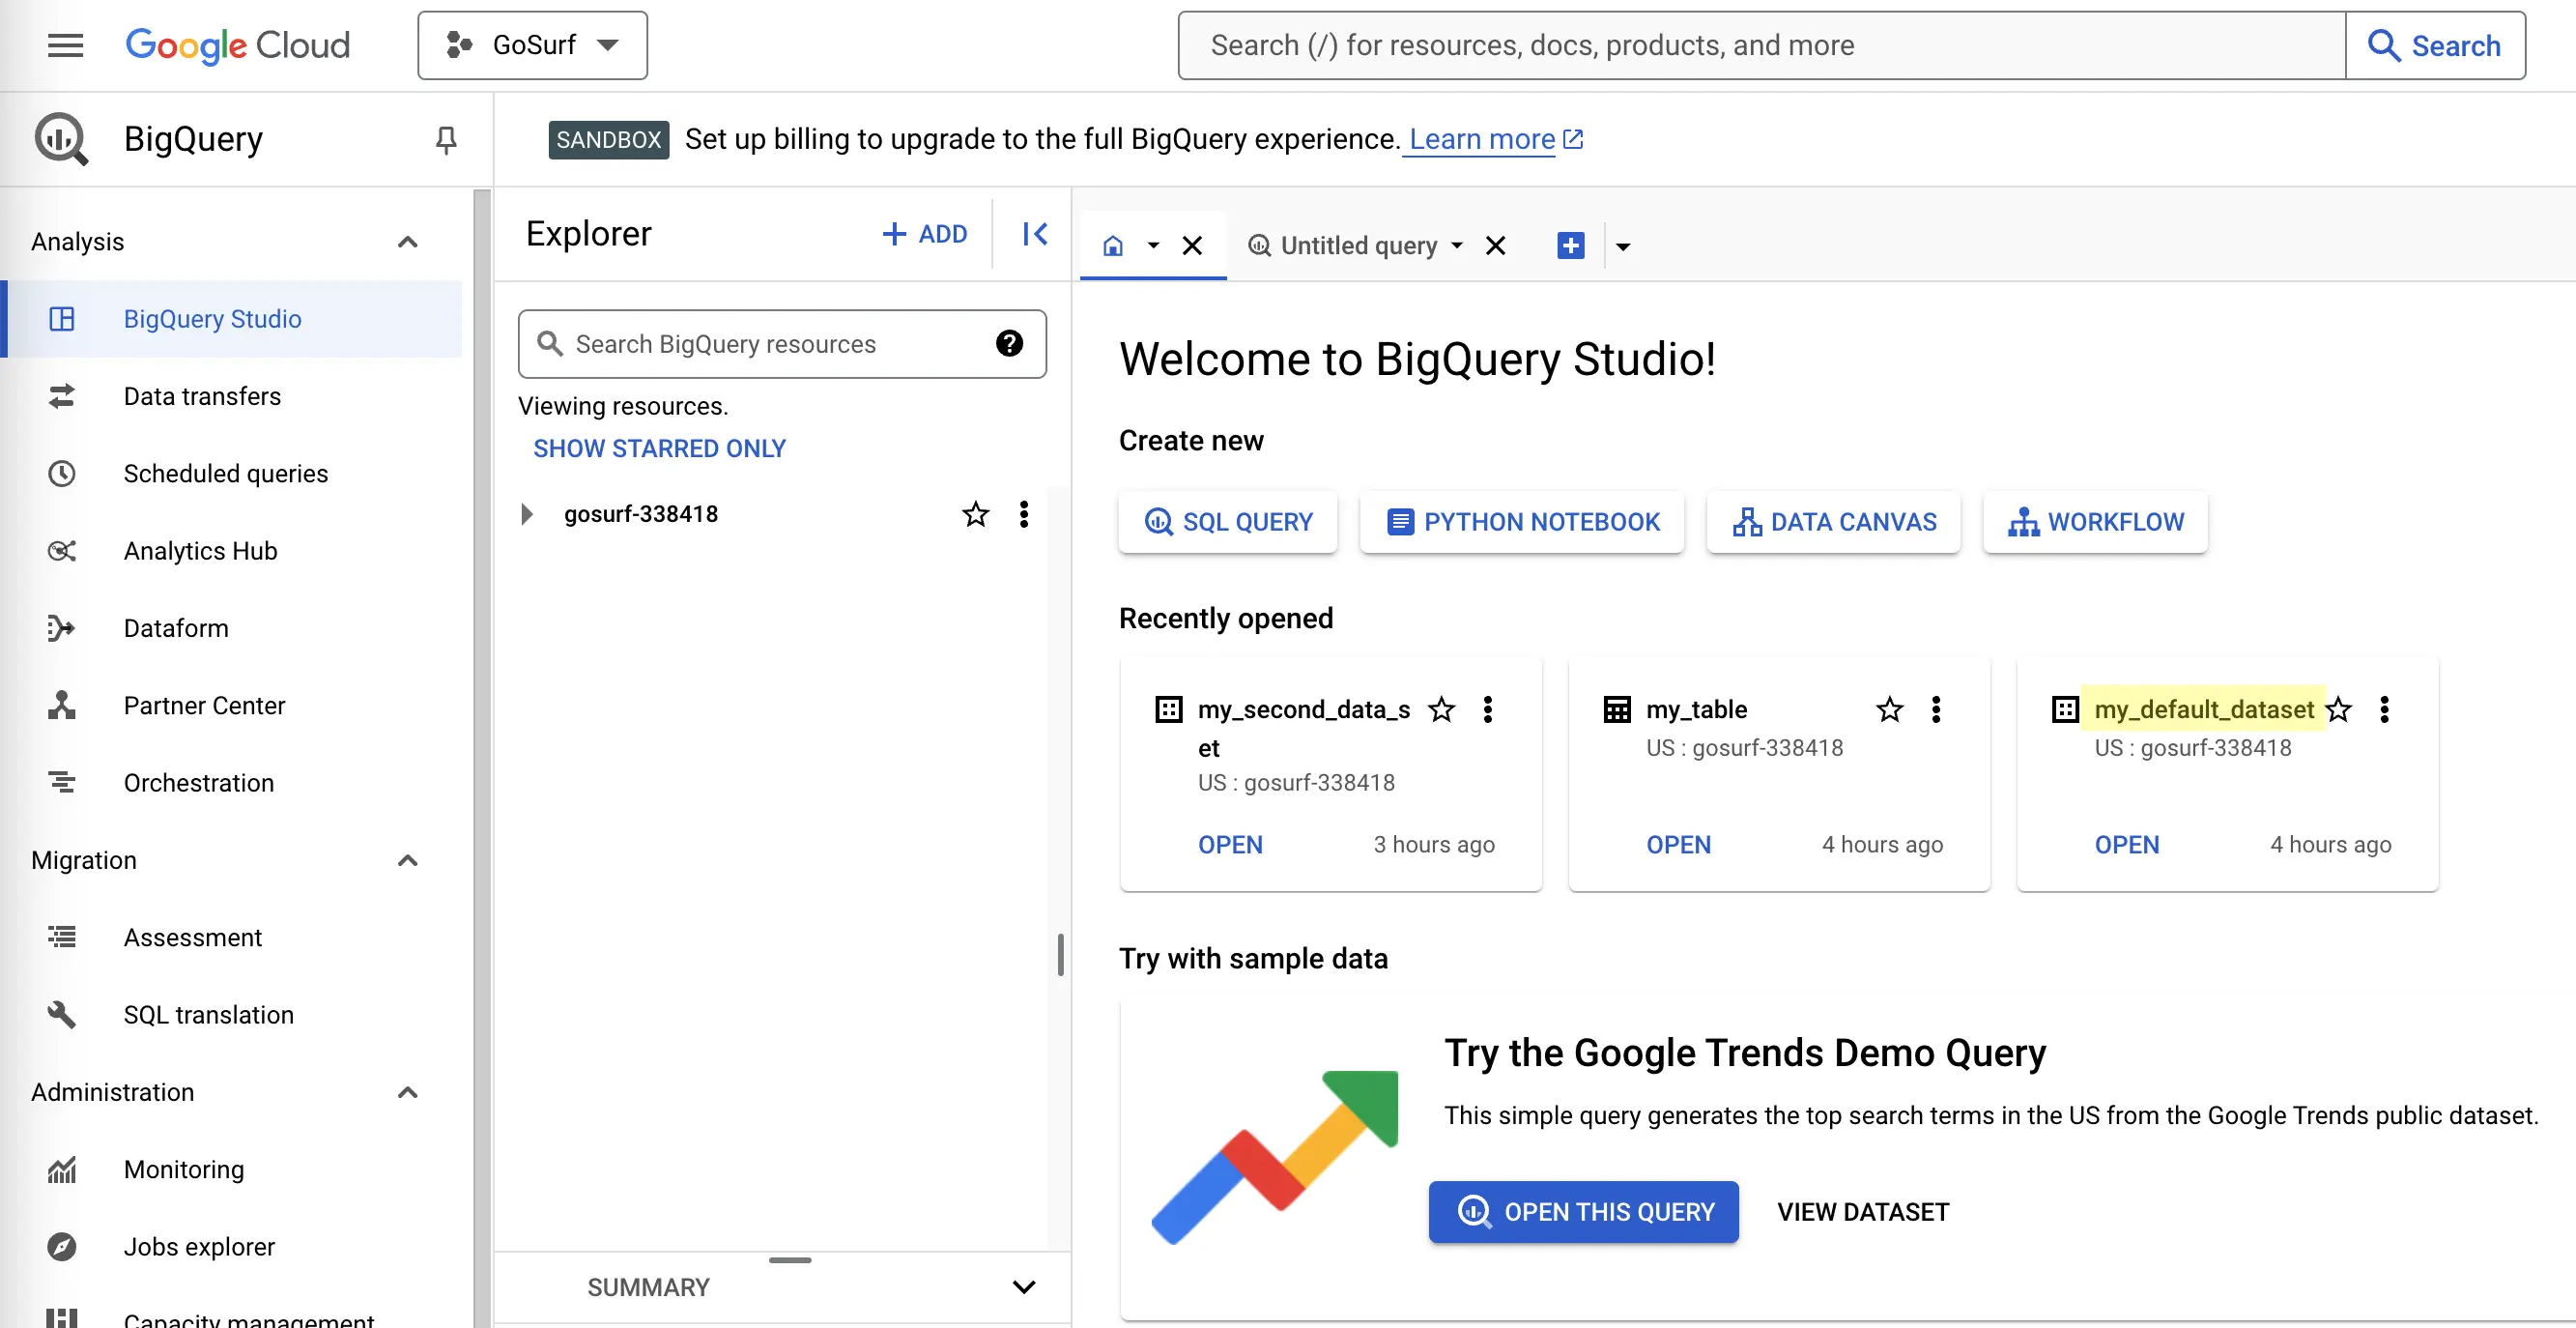 Google Cloud
GoSurf
Search (/) for resources, docs, products, and more
Search
BigQuery
SANDBOX Set up billing to upgrade to the full BigQuery experience. Learn more
Analysis
BigQuery Studio
Data transfers
Scheduled queries
Analytics Hub
Dataform
Partner Center
Orchestration
Migration
Assessment
SQL translation
Administration
Monitoring
Jobs explorer
Capacity management
Explorer
+ ADD
Search BigQuery resources
Viewing resources.
SHOW STARRED ONLY
gosurf-338418
SUMMARY
Untitled query
Welcome to BigQuery Studio!
Create new
SQL QUERY
PYTHON NOTEBOOK
DATA CANVAS
WORKFLOW
Recently opened
my_second_data_s
et
US : gosurf-338418
OPEN
3 hours ago
my_table
US : gosurf-338418
OPEN
4 hours ago
my_default_dataset
US : gosurf-338418
OPEN
4 hours ago
Try with sample data
Try the Google Trends Demo Query
This simple query generates the top search terms in the US from the Google Trends public dataset.
OPEN THIS QUERY
VIEW DATASET